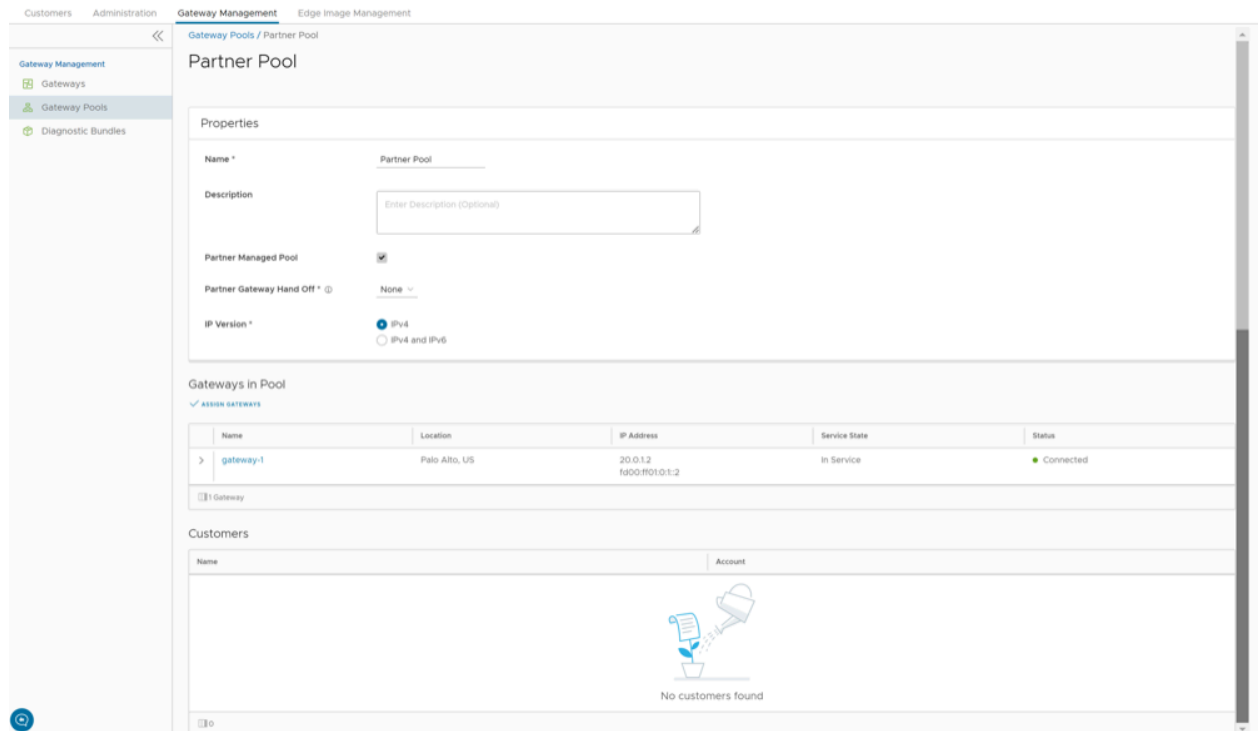 Customers Administration Gateway Management Edge Image Management
Gateway Pools / Partner Pool
Partner Pool
Gateway Management
Gateways
Gateway Pools
Diagnostic Bundles
Properties
Name * Partner Pool
Description Enter Description (Optional)
Partner Managed Pool
Partner Gateway Hand Off * None
IP Version * IPv4
IPv4 and IPv6
Gateways in Pool
ASSIGN GATEWAYS
Name Location IP Address Service State Status
gateway-1 Palo Alto, US 20.0.1.2 In Service Connected
fd00:ff01:0:1::2
1 Gateway
Customers
Name Account
No customers found
0